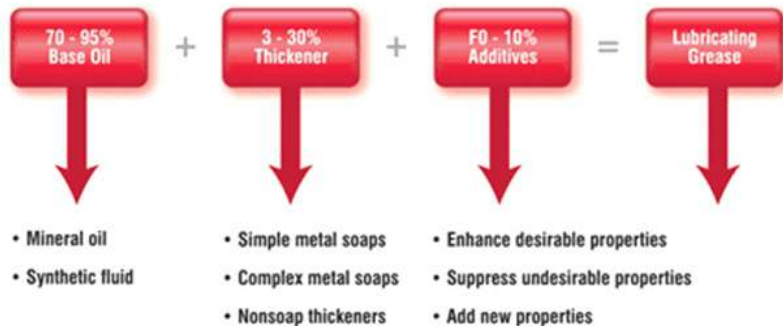 70 - 95%
Base Oil
+
3 - 30%
Thickener
+
F0 - 10%
Additives
=
Lubricating
Grease
• Mineral oil
• Synthetic fluid
• Simple metal soaps
• Complex metal soaps
• Nonsoap thickeners
• Enhance desirable properties
• Suppress undesirable properties
• Add new properties